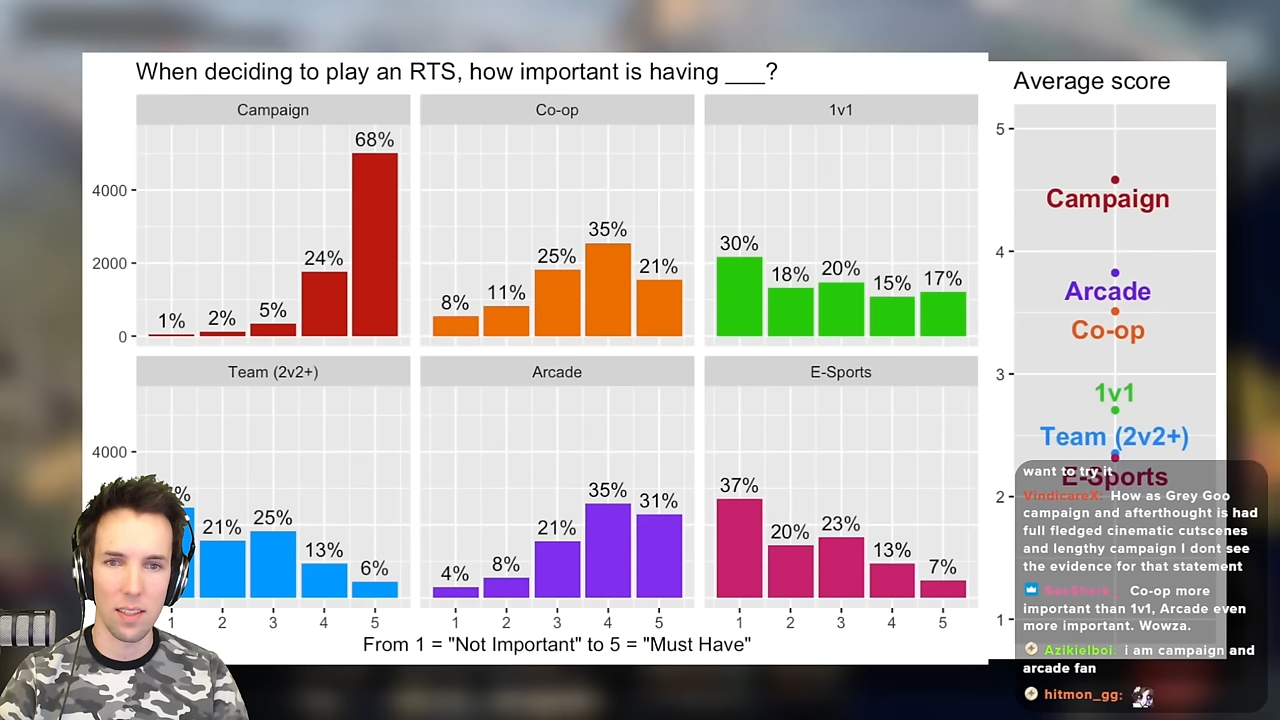 When deciding to play an RTS, how important is having ___?
Campaign
Co-op
1v1
68%
24%
5%
2%
1%
35%
25%
21%
11%
8%
30%
18%
20%
15%
17%
4000
2000
0
Team (2v2+)
Arcade
E-Sports
4000
21%
25%
13%
6%
4%
8%
21%
35%
31%
37%
20%
23%
13%
7%
1 2 3 4 5
1 2 3 4 5
1 2 3 4 5
From 1 = "Not Important" to 5 = "Must Have"
Average score
5
4
3
2
1
Campaign
Arcade
Co-op
1v1
Team (2v2+)
E-Sports
want to try it
VindicareX: How as Grey Goo
campaign and afterthought is had
full fledged cinematic cutscenes
and lengthy campaign I dont see
the evidence for that statement
Co-op more
important than 1v1, Arcade even
more important. Wowza.
Azikielboi: i am campaign and
arcade fan
hitmon_gg: